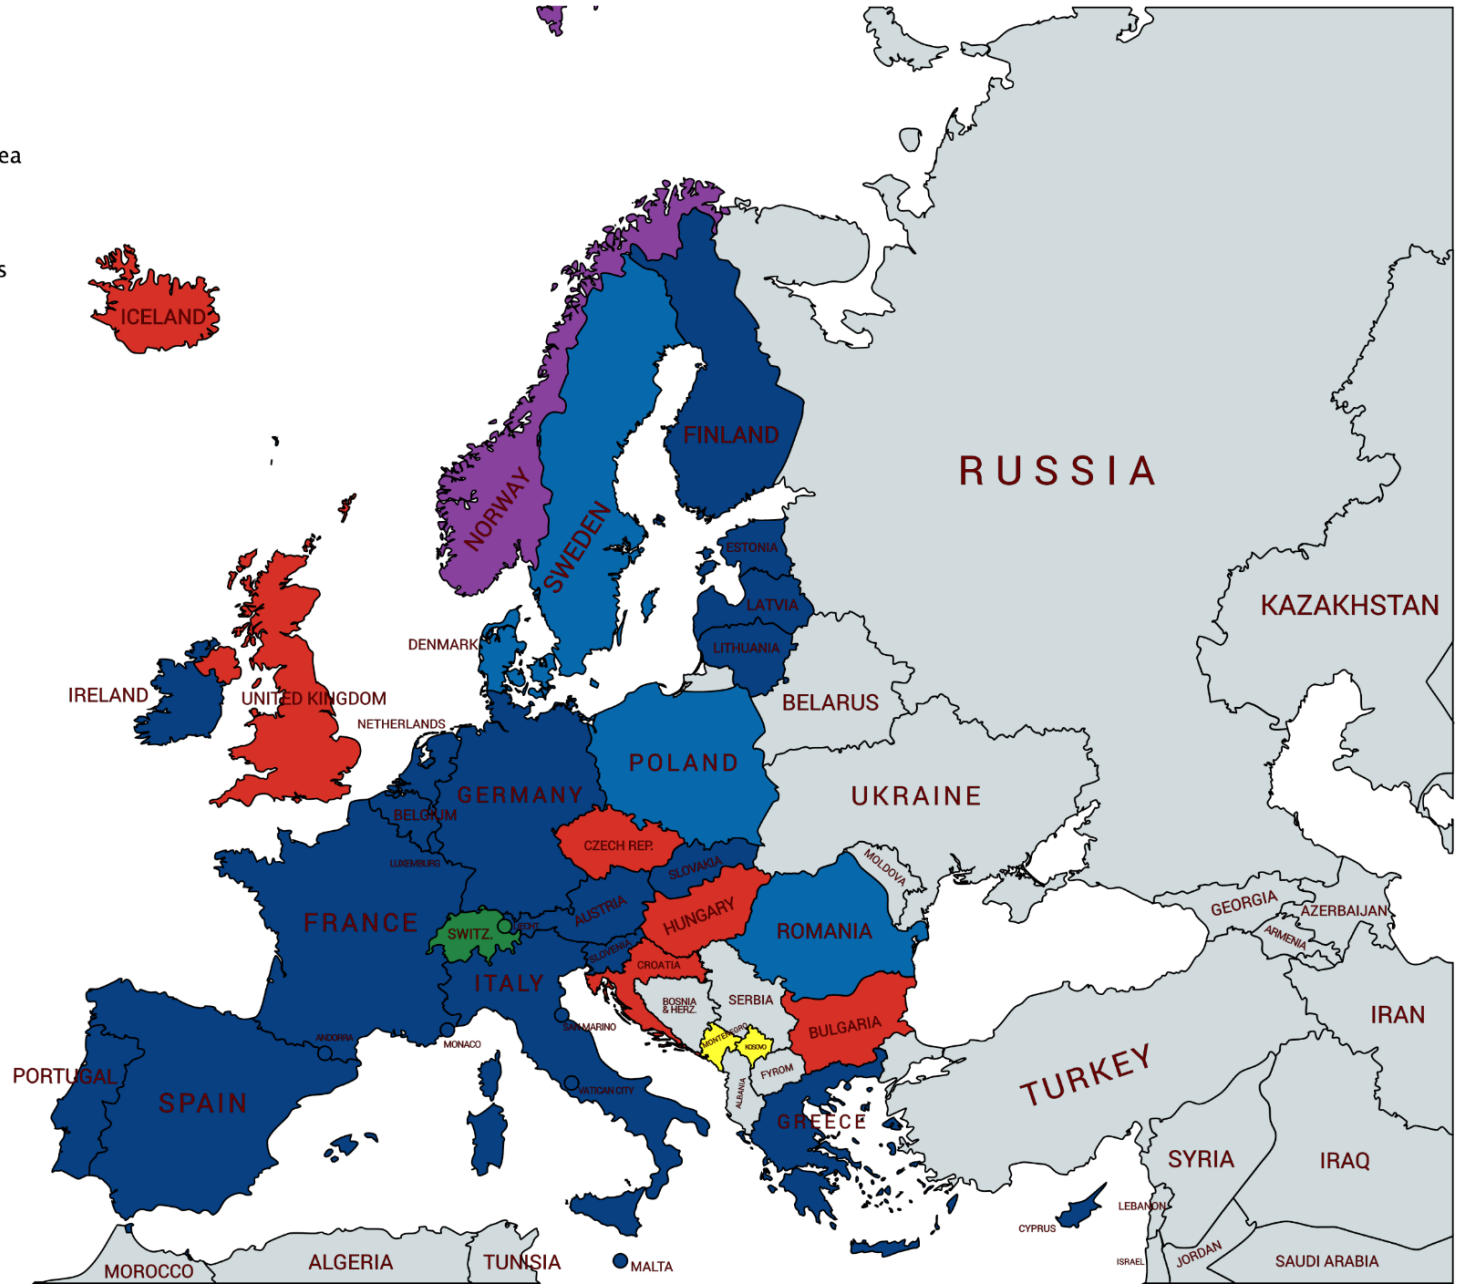 ea
s
ICELAND
FINLAND
RUSSIA
NORWAY
SWEDEN
ESTONIA
KAZAKHSTAN
LATVIA
DENMARK
LITHUANIA
IRELAND
UNITED KINGDOM
BELARUS
NETHERLANDS
POLAND
GERMANY
UKRAINE
BELGIUM
CZECH REP.
LUXEMBURG
SLOVAKIA
MOLDOVA
AUSTRIA
HUNGARY
GEORGIA
AZERBAIJAN
FRANCE
SWITZ.
ROMANIA
ARMENIA
SLOVENIA
CROATIA
ITALY
BOSNIA
& HERZ.
SERBIA
IRAN
SAN MARINO
MONTENEGRO
BULGARIA
ANDORRA
MONACO
KOSOVO
PORTUGAL
SPAIN
VATICAN CITY
ALBANIA
FYROM
TURKEY
GREECE
SYRIA
IRAQ
CYPRUS
LEBANON
MOROCCO
ALGERIA
TUNISIA
MALTA
ISRAEL
JORDAN
SAUDI ARABIA